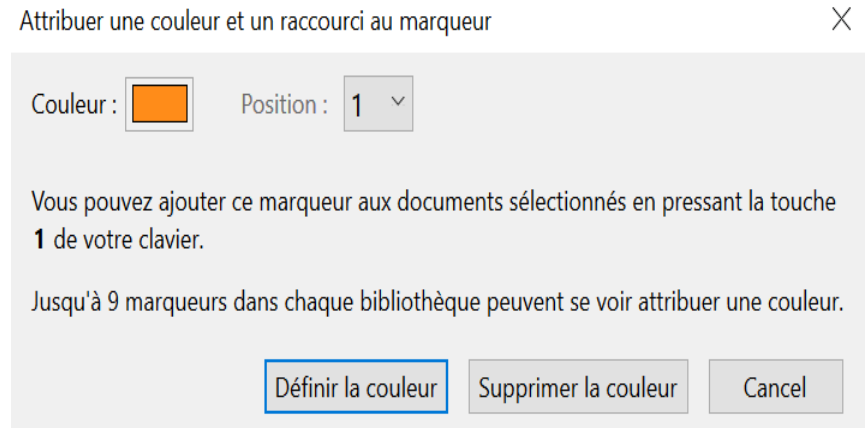 Attribuer une couleur et un raccourci au marqueur
Couleur : Position : 1
Vous pouvez ajouter ce marqueur aux documents sélectionnés en pressant la touche
1 de votre clavier.
Jusqu'à 9 marqueurs dans chaque bibliothèque peuvent se voir attribuer une couleur.
Définir la couleur Supprimer la couleur Cancel